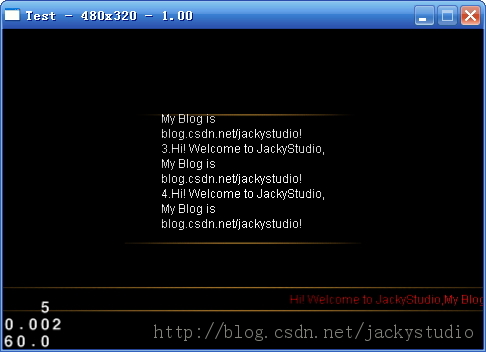 Test - 480x320 - 1.00
My Blog is
blog.csdn.net/jackystudio!
3.Hi! Welcome to JackyStudio,
My Blog is
blog.csdn.net/jackystudio!
4.Hi! Welcome to JackyStudio,
My Blog is
blog.csdn.net/jackystudio!
Hi! Welcome to JackyStudio,My Blog
5
0.002
60.0
http://blog.csdn.net/jackystudio